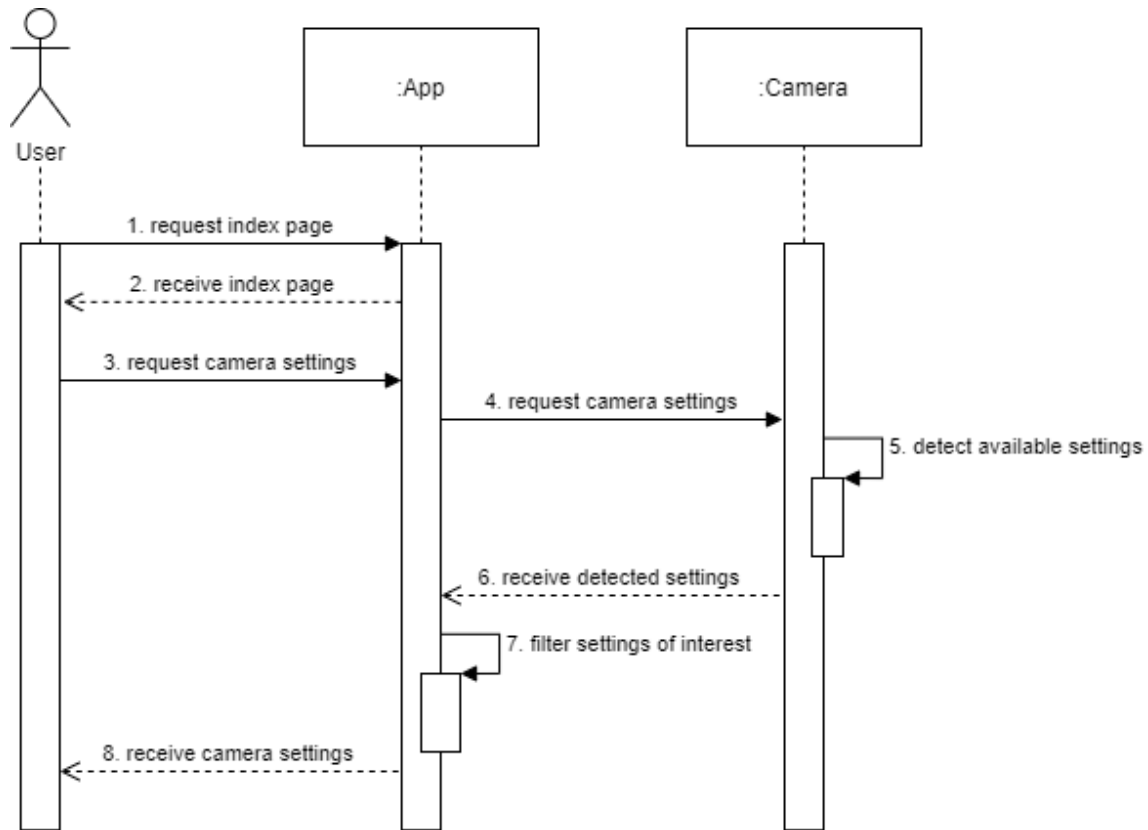 :App
:Camera
User
1. request index page
2. receive index page
3. request camera settings
4. request camera settings
5. detect available settings
6. receive detected settings
7. filter settings of interest
8. receive camera settings